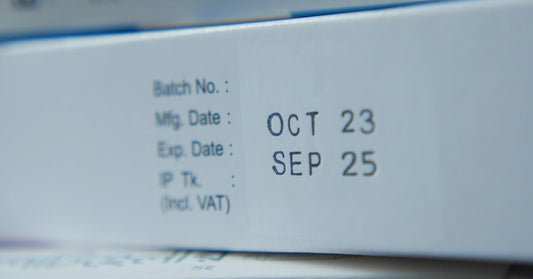 Batch No. :
Mfg. Date : OCT 23
Exp. Date : SEP 25
IP Tk. :
(Incl. VAT)